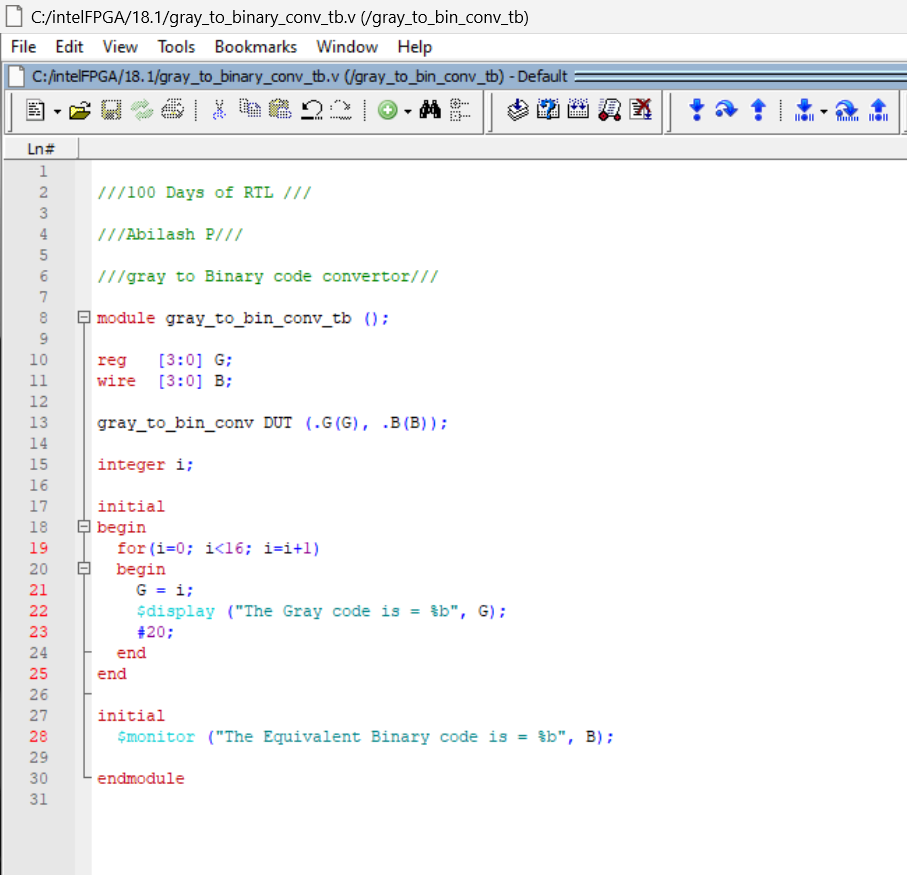 C:/intelFPGA/18.1/gray_to_binary_conv_tb.v (/gray_to_bin_conv_tb)
File Edit View Tools Bookmarks Window Help
C:/intelFPGA/18.1/gray_to_binary_conv_tb.v (/gray_to_bin_conv_tb) - Default
Ln#
1
2 ///100 Days of RTL ///
3
4 ///Abilash P///
5
6 ///gray to Binary code convertor///
7
8 module gray_to_bin_conv_tb ();
9
10 reg [3:0] G;
11 wire [3:0] B;
12
13 gray_to_bin_conv DUT (.G(G), .B(B));
14
15 integer i;
16
17 initial
18 begin
19 for(i=0; i<16; i=i+1)
20 begin
21 G = i;
22 $display ("The Gray code is = %b", G);
23 #20;
24 end
25 end
26
27 initial
28 $monitor ("The Equivalent Binary code is = %b", B);
29
30 endmodule
31